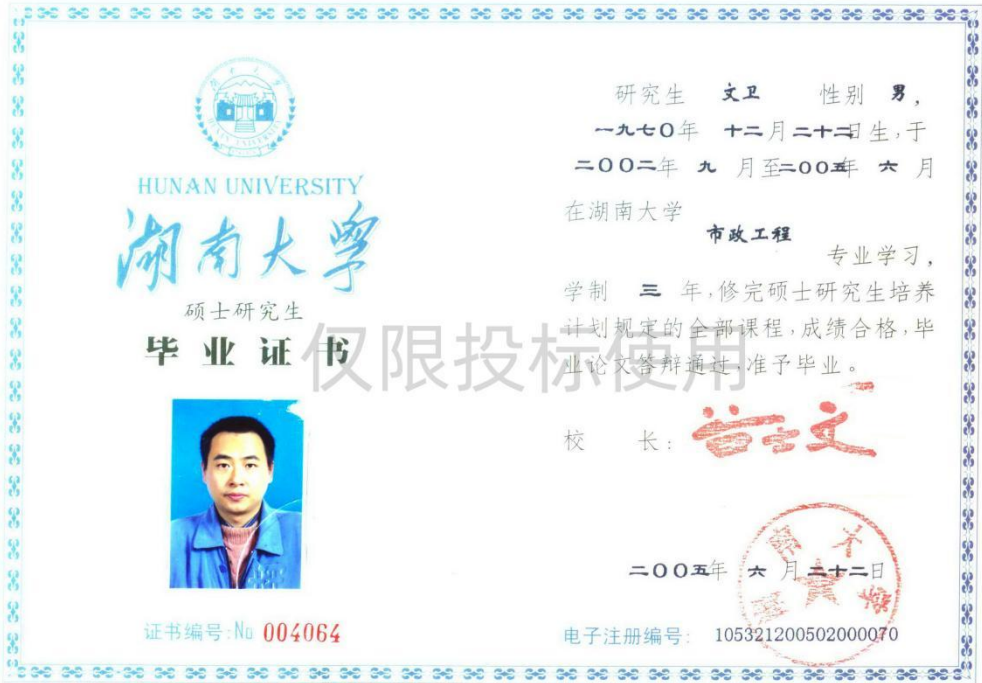 HUNAN UNIVERSITY
湖南大学
硕士研究生
毕业证书
证书编号:No 004064
研究生 文卫 性别 男,
一九七〇年 十二月二十二日生,于
二〇〇二年 九 月至二〇〇五年 六 月
在湖南大学
市政工程
专业学习,
学制 三 年,修完硕士研究生培养
计划规定的全部课程,成绩合格,毕
业论文答辩通过,准予毕业。
仅限投标使用
校 长:
二〇〇五年 六 月 二十二日
电子注册编号: 105321200502000070